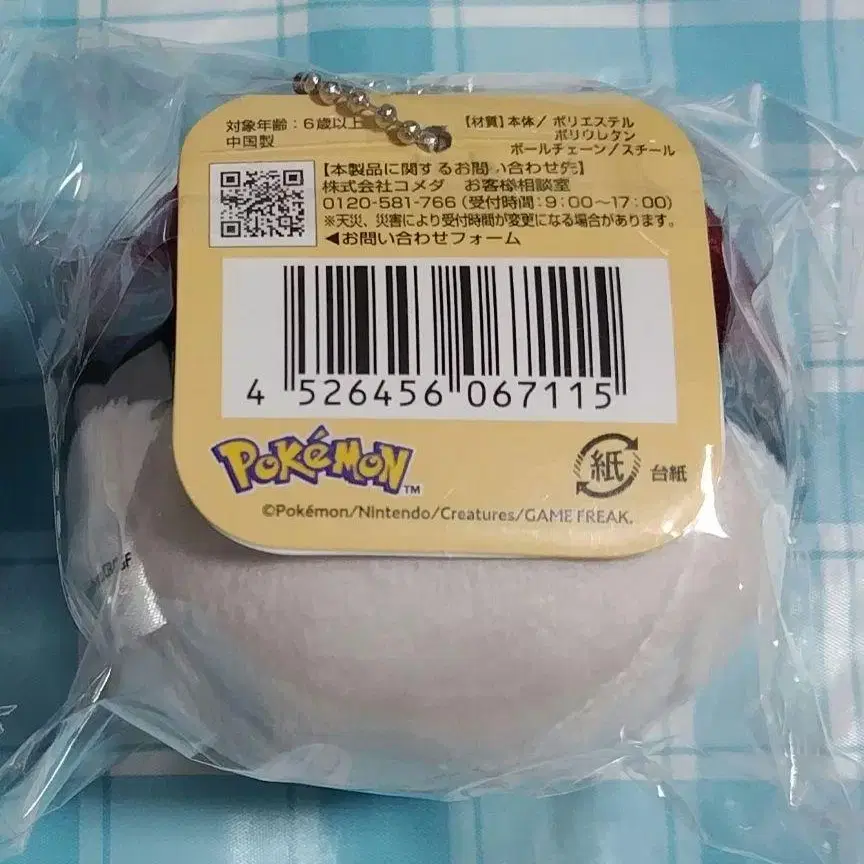 対象年齢:6歳以上
中国製
【材質】本体/ポリエステル
ポリウレタン
ボールチェーン/スチール
【本製品に関するお問い合わせ先】
株式会社コメダ お客様相談室
0120-581-766(受付時間:9:00〜17:00)
※天災、災害により受付時間が変更になる場合があります。
◀お問い合わせフォーム
4 526456 067115
POKéMON™
紙 台紙
©Pokémon/Nintendo/Creatures/GAME FREAK.